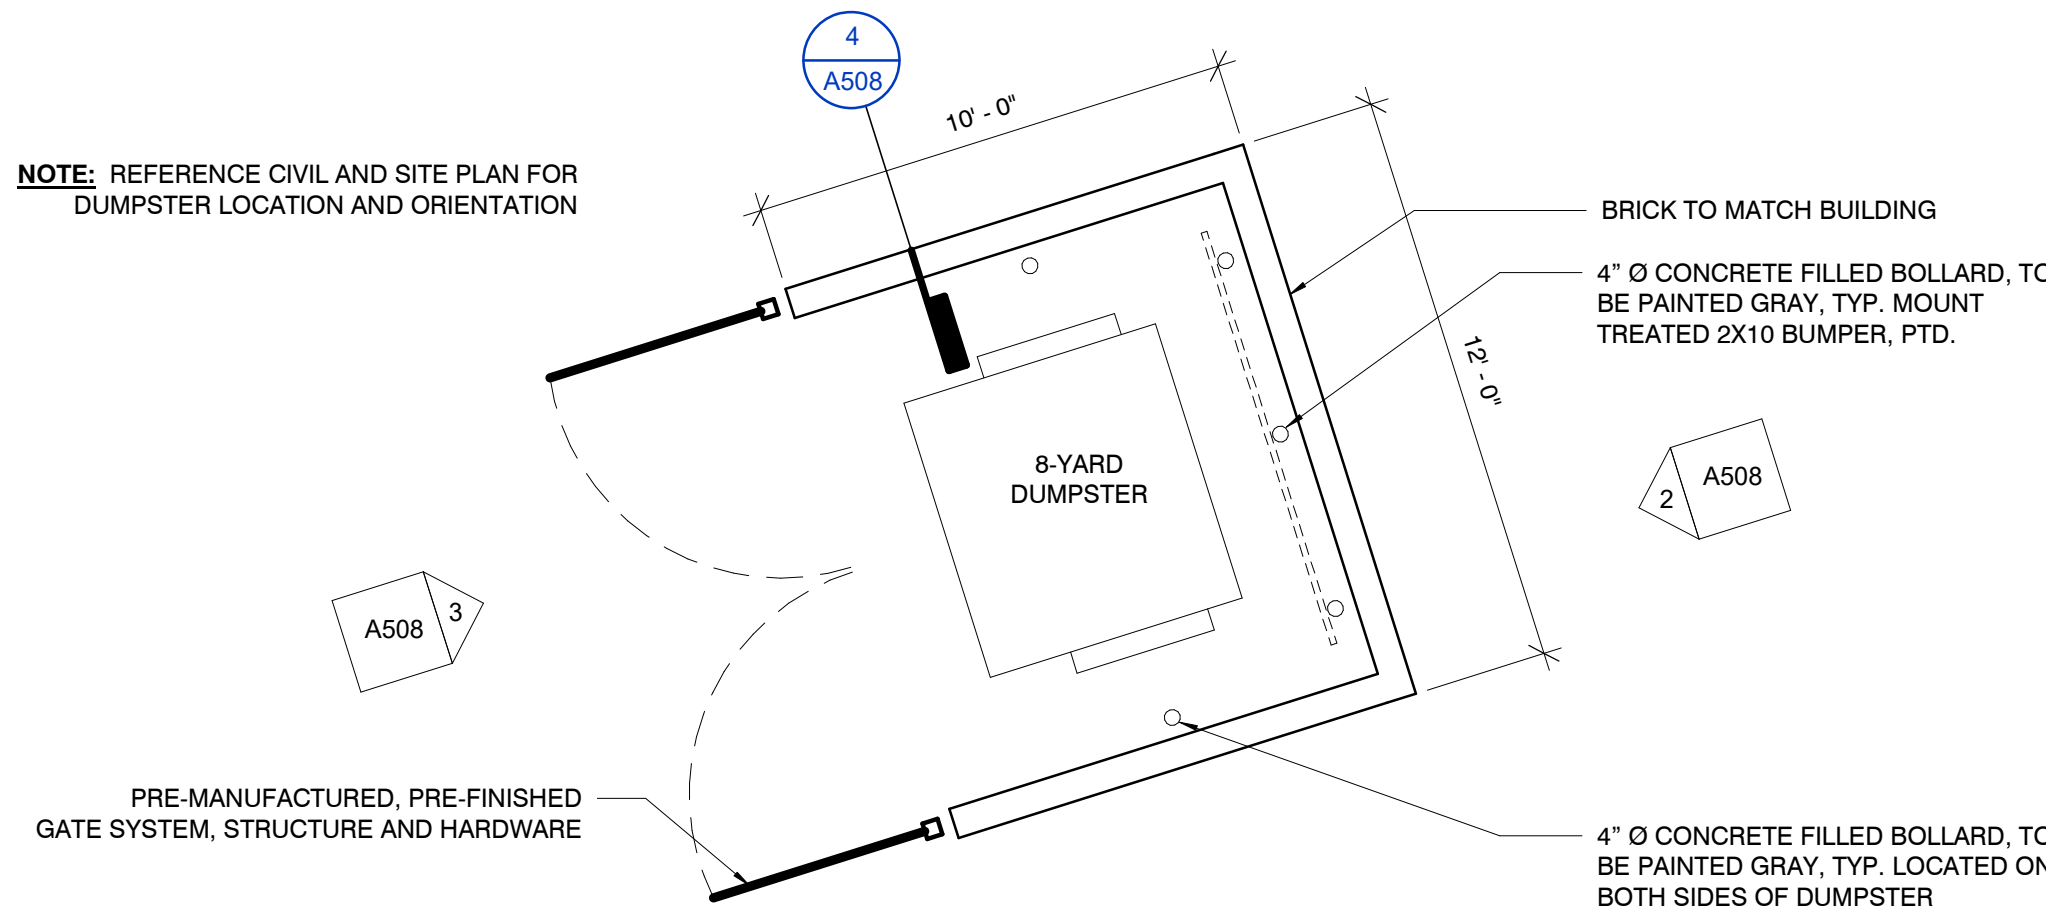 4
A508
10' - 0"
NOTE: REFERENCE CIVIL AND SITE PLAN FOR
DUMPSTER LOCATION AND ORIENTATION
BRICK TO MATCH BUILDING
4” Ø CONCRETE FILLED BOLLARD, TO
BE PAINTED GRAY, TYP. MOUNT
TREATED 2X10 BUMPER, PTD.
12' - 0"
8-YARD
DUMPSTER
2
A508
A508
3
PRE-MANUFACTURED, PRE-FINISHED
GATE SYSTEM, STRUCTURE AND HARDWARE
4” Ø CONCRETE FILLED BOLLARD, TO
BE PAINTED GRAY, TYP. LOCATED ON
BOTH SIDES OF DUMPSTER